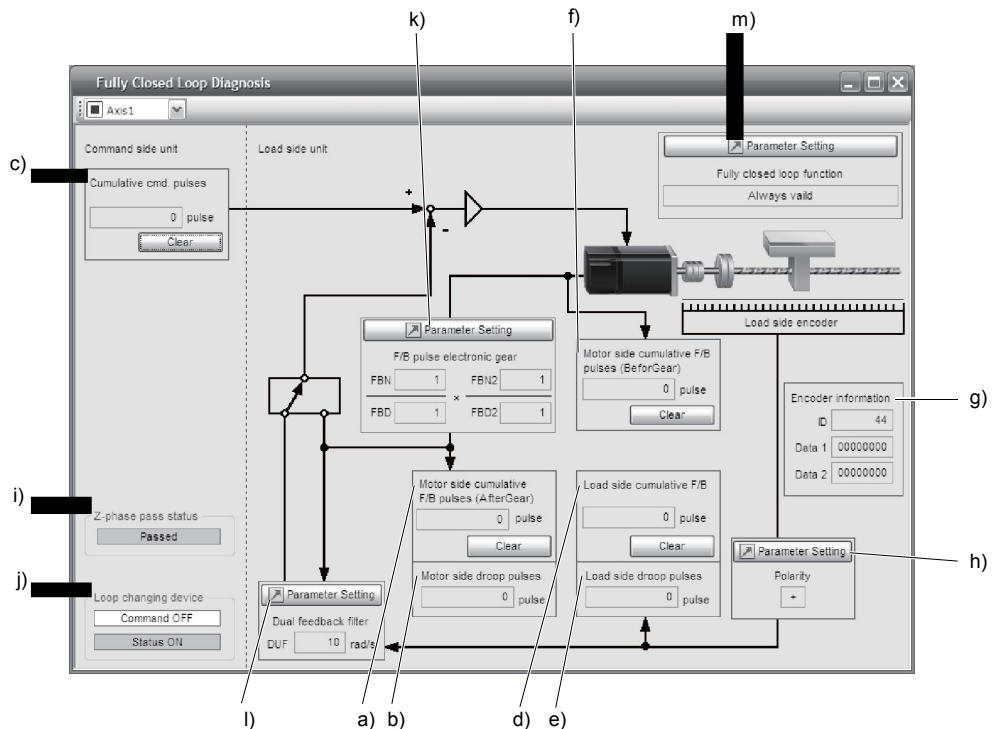 k)
f)
m)
Fully Closed Loop Diagnosis
Axis1
Command side unit
Load side unit
c)
Cumulative cmd. pulses
0 pulse
Clear
+
-
Parameter Setting
Fully closed loop function
Always vaild
Load side encoder
Parameter Setting
F/B pulse electronic gear
FBN 1 FBN2 1
×
FBD 1 FBD2 1
Motor side cumulative F/B
pulses (BeforGear)
0 pulse
Clear
g)
Encoder information
ID 44
Data 1 00000000
Data 2 00000000
Motor side cumulative
F/B pulses (AfterGear)
0 pulse
Clear
Motor side droop pulses
0 pulse
Load side cumulative F/B
0 pulse
Clear
Load side droop pulses
0 pulse
i)
Z-phase pass status
Passed
h)
Parameter Setting
Polarity
+
j)
Loop changing device
Command OFF
Status ON
Parameter Setting
Dual feedback filter
DUF 10 rad/s
l)
a)
b)
d)
e)